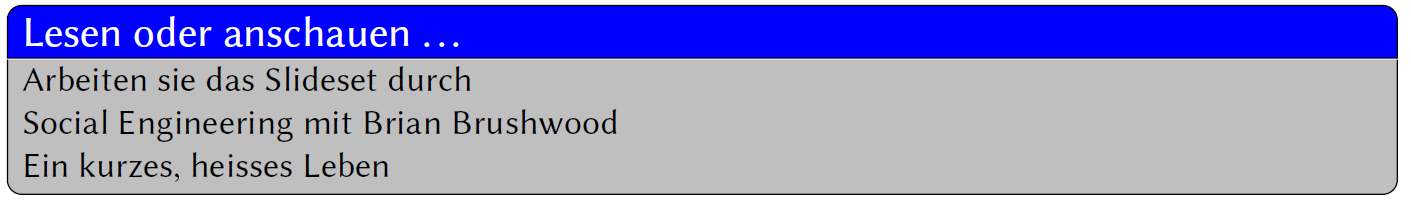 Lesen oder anschauen …
Arbeiten sie das Slideset durch
Social Engineering mit Brian Brushwood
Ein kurzes, heisses Leben